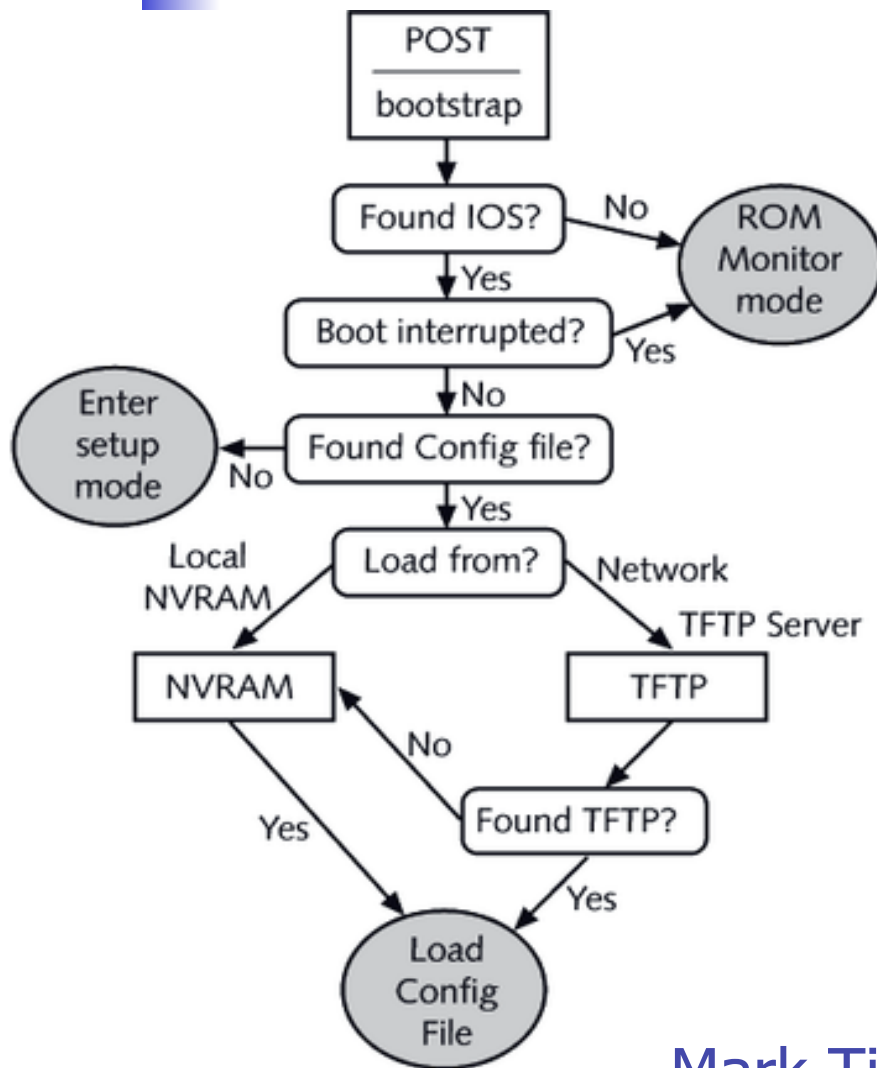 POST
bootstrap
Found IOS?
No
ROM
Monitor
mode
Yes
Boot interrupted?
Yes
No
Enter
setup
mode
Found Config file?
No
Yes
Load from?
Local
NVRAM
Network
TFTP Server
NVRAM
TFTP
No
Found TFTP?
Yes
Yes
Load
Config
File
Mark